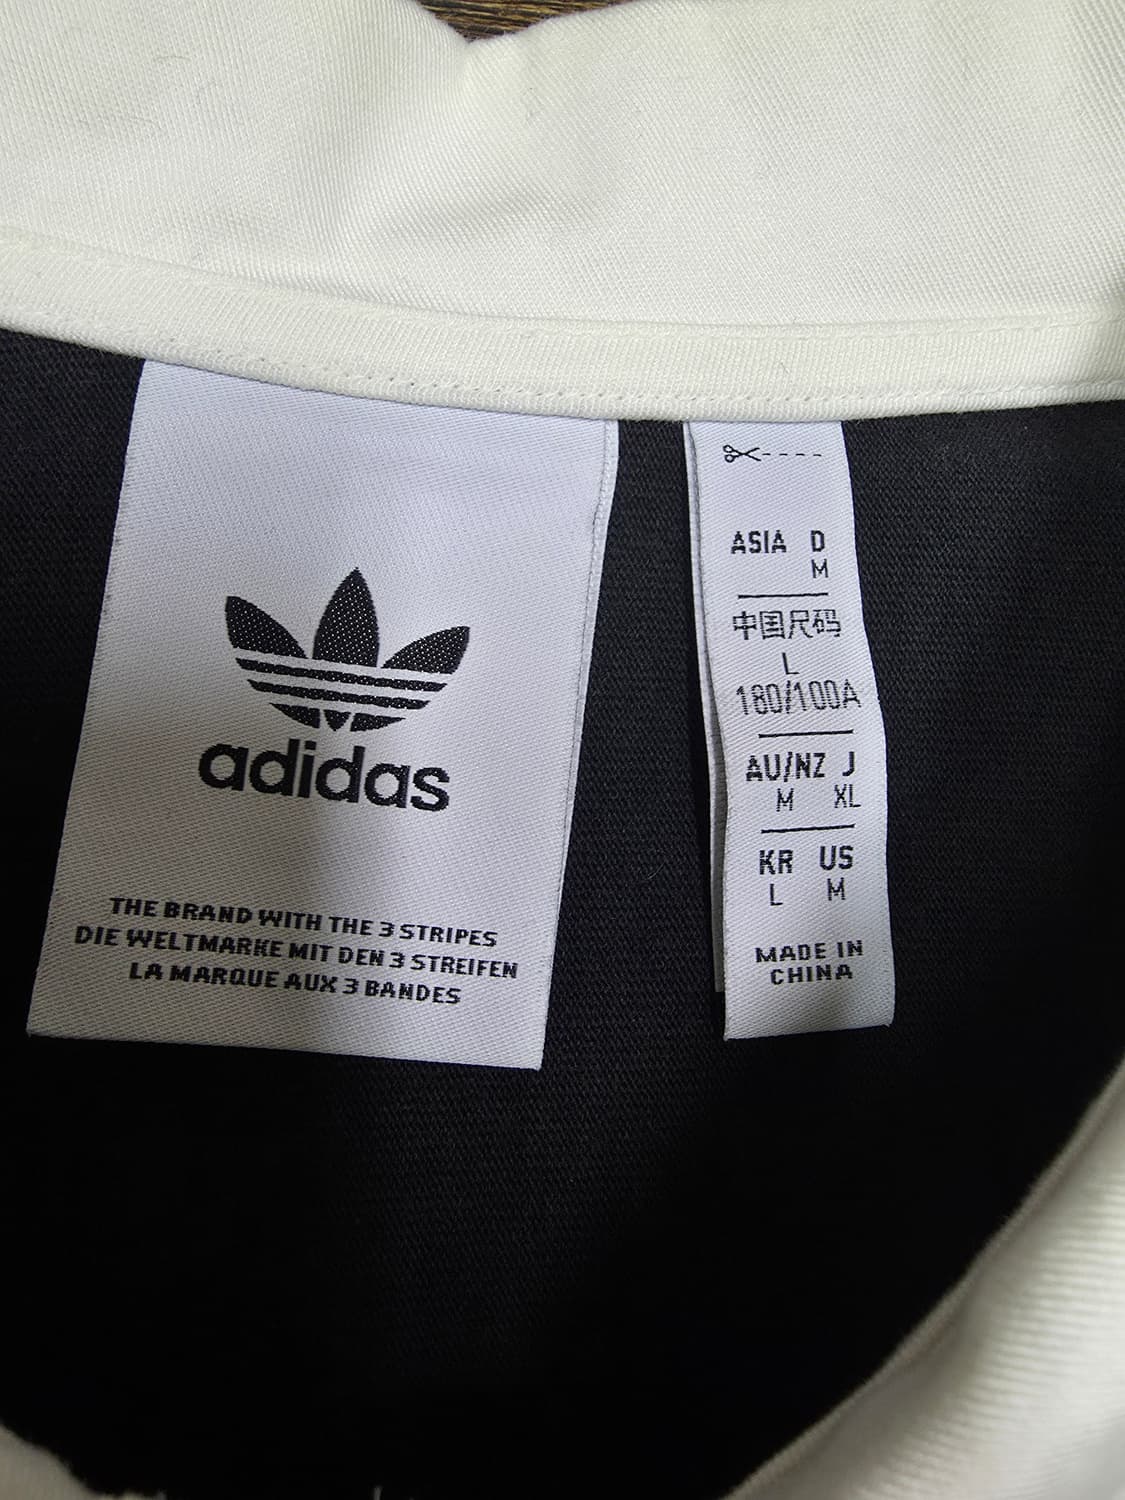 adidas
THE BRAND WITH THE 3 STRIPES
DIE WELTMARKE MIT DEN 3 STREIFEN
LA MARQUE AUX 3 BANDES
ASIA D
M
中国尺码
L
180/100A
AU/NZ J
M XL
KR US
L M
MADE IN
CHINA